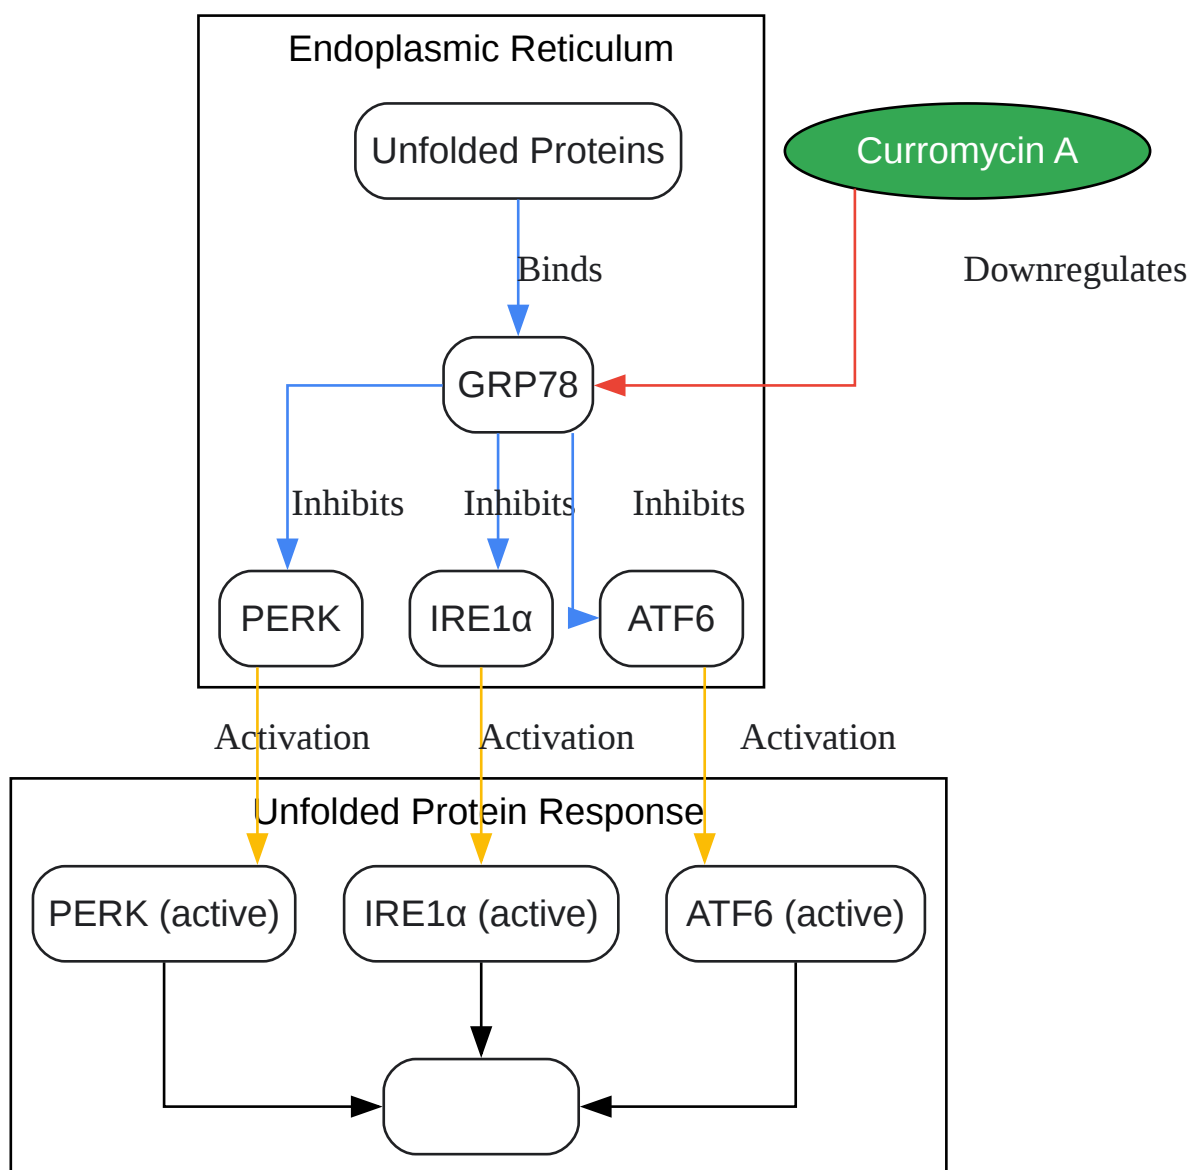 Endoplasmic Reticulum
Unfolded Proteins
Curromycin A
Binds
Downregulates
GRP78
Inhibits
Inhibits
Inhibits
PERK
IRE1α
ATF6
Activation
Activation
Activation
Unfolded Protein Response
PERK (active)
IRE1α (active)
ATF6 (active)